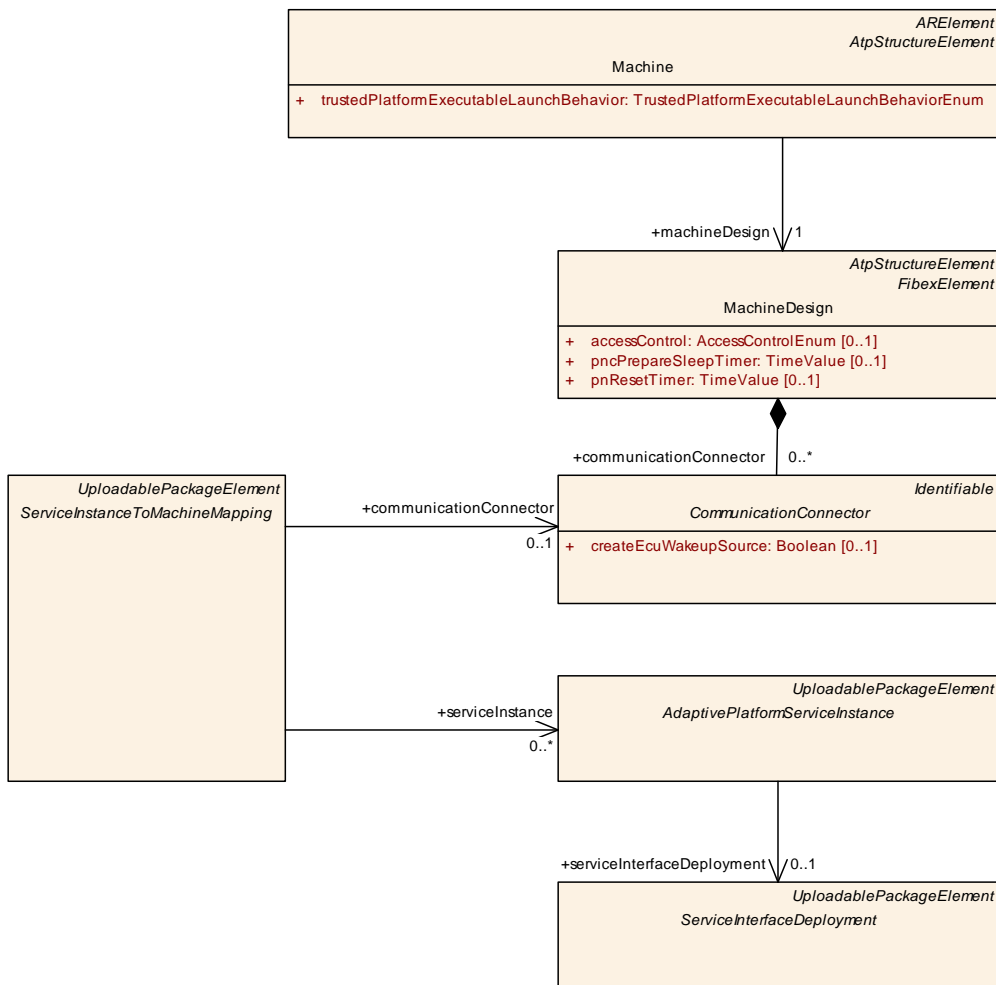 ARElement
AtpStructureElement
Machine
+ trustedPlatformExecutableLaunchBehavior: TrustedPlatformExecutableLaunchBehaviorEnum
+machineDesign 1
AtpStructureElement
FibexElement
MachineDesign
+ accessControl: AccessControlEnum [0..1]
+ pncPrepareSleepTimer: TimeValue [0..1]
+ pnResetTimer: TimeValue [0..1]
+communicationConnector 0..*
UploadablePackageElement
ServiceInstanceToMachineMapping
+communicationConnector
0..1
Identifiable
CommunicationConnector
+ createEcuWakeupSource: Boolean [0..1]
+serviceInstance
0..*
UploadablePackageElement
AdaptivePlatformServiceInstance
+serviceInterfaceDeployment 0..1
UploadablePackageElement
ServiceInterfaceDeployment